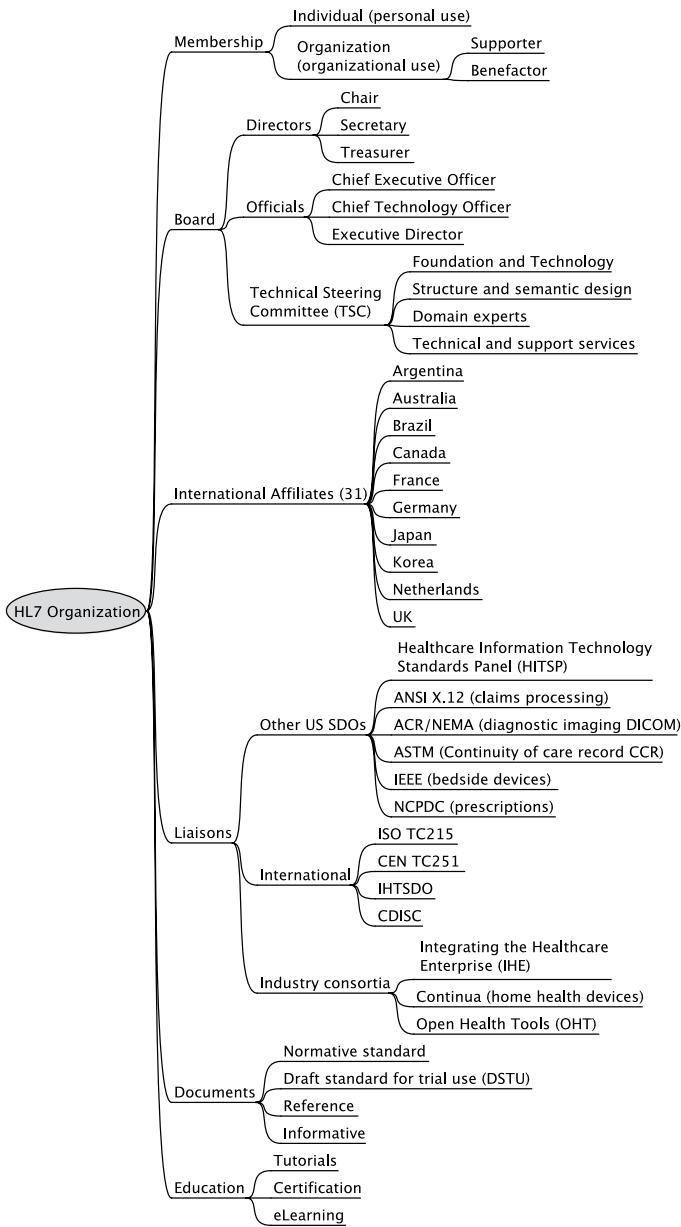 Individual (personal use)
Membership
Organization
(organizational use)
Supporter
Benefactor
Chair
Directors
Secretary
Treasurer
Chief Executive Officer
Board
Officials
Chief Technology Officer
Executive Director
Foundation and Technology
Technical Steering
Committee (TSC)
Structure and semantic design
Domain experts
Technical and support services
Argentina
Australia
Brazil
Canada
France
International Affiliates (31)
Germany
Japan
Korea
Netherlands
HL7 Organization
UK
Healthcare Information Technology
Standards Panel (HITSP)
ANSI X.12 (claims processing)
Other US SDOs
ACR/NEMA (diagnostic imaging DICOM)
ASTM (Continuity of care record CCR)
IEEE (bedside devices)
NCPDC (prescriptions)
Liaisons
ISO TC215
CEN TC251
International
IHTSDO
CDISC
Integrating the Healthcare
Enterprise (IHE)
Industry consortia
Continua (home health devices)
Open Health Tools (OHT)
Normative standard
Draft standard for trial use (DSTU)
Documents
Reference
Informative
Tutorials
Education
Certification
eLearning